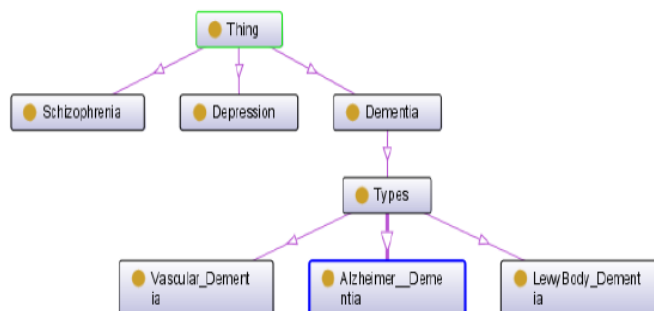 Thing
Schizophrenia
Depression
Dementia
Types
Vascular_Dement
ia
Alzheimer__Deme
ntia
LewyBody_Dement
ia